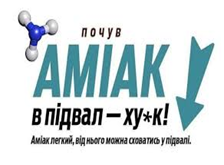 почув
АМІАК
в підвал – ху*к!
Аміак легкий, від нього можна сховатись у підвалі.